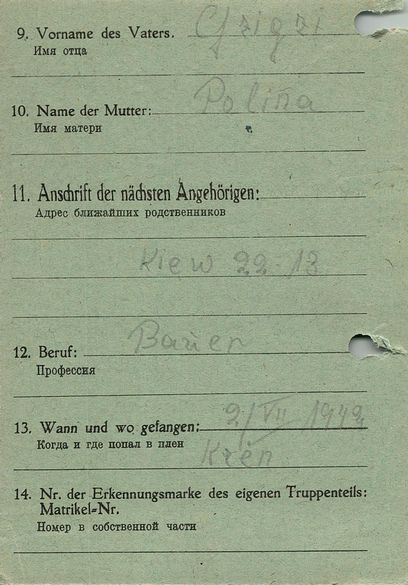 9. Vorname des Vaters.
Имя отца
10. Name der Mutter: Polina
Имя матери
11. Anschrift der nächsten Angehörigen:
Адрес ближайших родственников
Kiew 22-13
12. Beruf: Bauer
Профессия
13. Wann und wo gefangen: 2/VII 1942
Когда и где попал в плен
14. Nr. der Erkennungsmarke des eigenen Truppenteils:
Matrikel=Nr.
Номер в собственной части